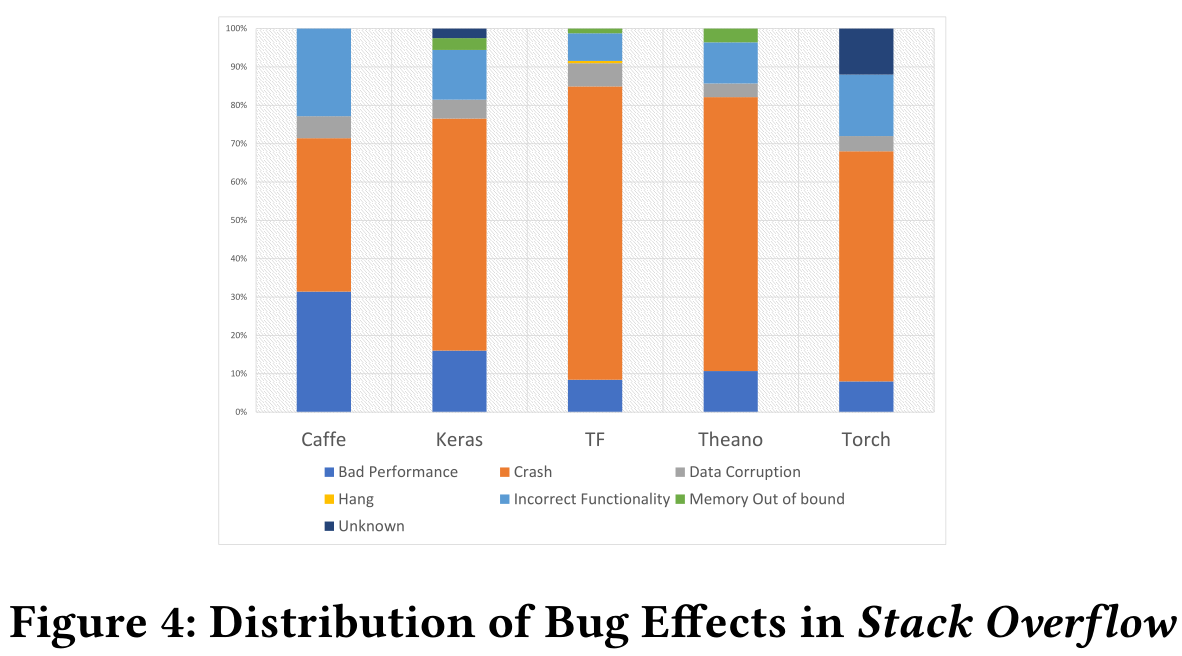 100%
90%
80%
70%
60%
50%
40%
30%
20%
10%
0%
Caffe Keras TF Theano Torch
Bad Performance Crash Data Corruption
Hang Incorrect Functionality Memory Out of bound
Unknown
Figure 4: Distribution of Bug Effects in Stack Overflow